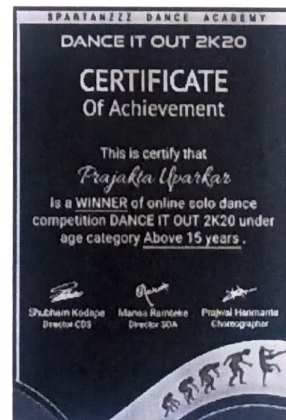 SPARTANZZZ DANCE ACADEMY
DANCE IT OUT 2K20
CERTIFICATE
Of Achievement
This is certify that
Prajakta Uparkar
Is a WINNER of online solo dance
competition DANCE IT OUT 2K20 under
age category Above 15 years .
Shubham Kodape Manas Ramteke Prajwal Hanmante
Director CDS Director SDA Choreographer